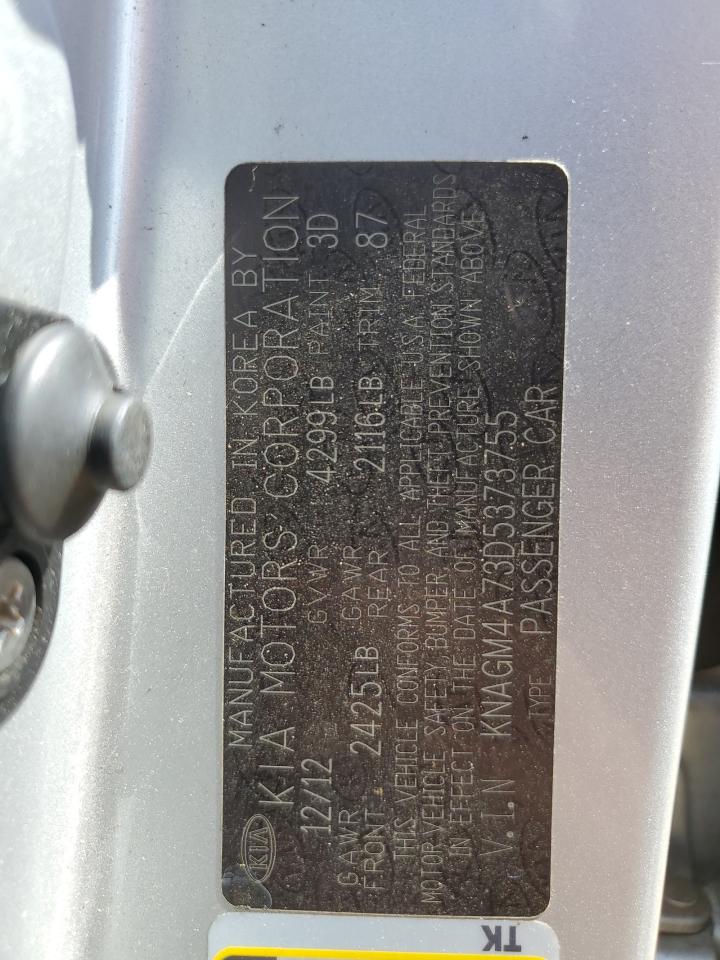 MANUFACTURED IN KOREA BY
KIA KIA MOTORS CORPORATION
12/12 GVWR 4299LB PAINT 3D
GAWR FRONT 2425LB GAWR REAR 2116LB TRIM 87
THIS VEHICLE CONFORMS TO ALL APPLICABLE U.S.A FEDERAL
MOTOR VEHICLE SAFETY, BUMPER AND THEFT PREVENTION STANDARDS
IN EFFECT ON THE DATE OF MANUFACTURE SHOWN ABOVE
V.I.N KNAGM4A73D5373755
TYPE PASSENGER CAR
TK